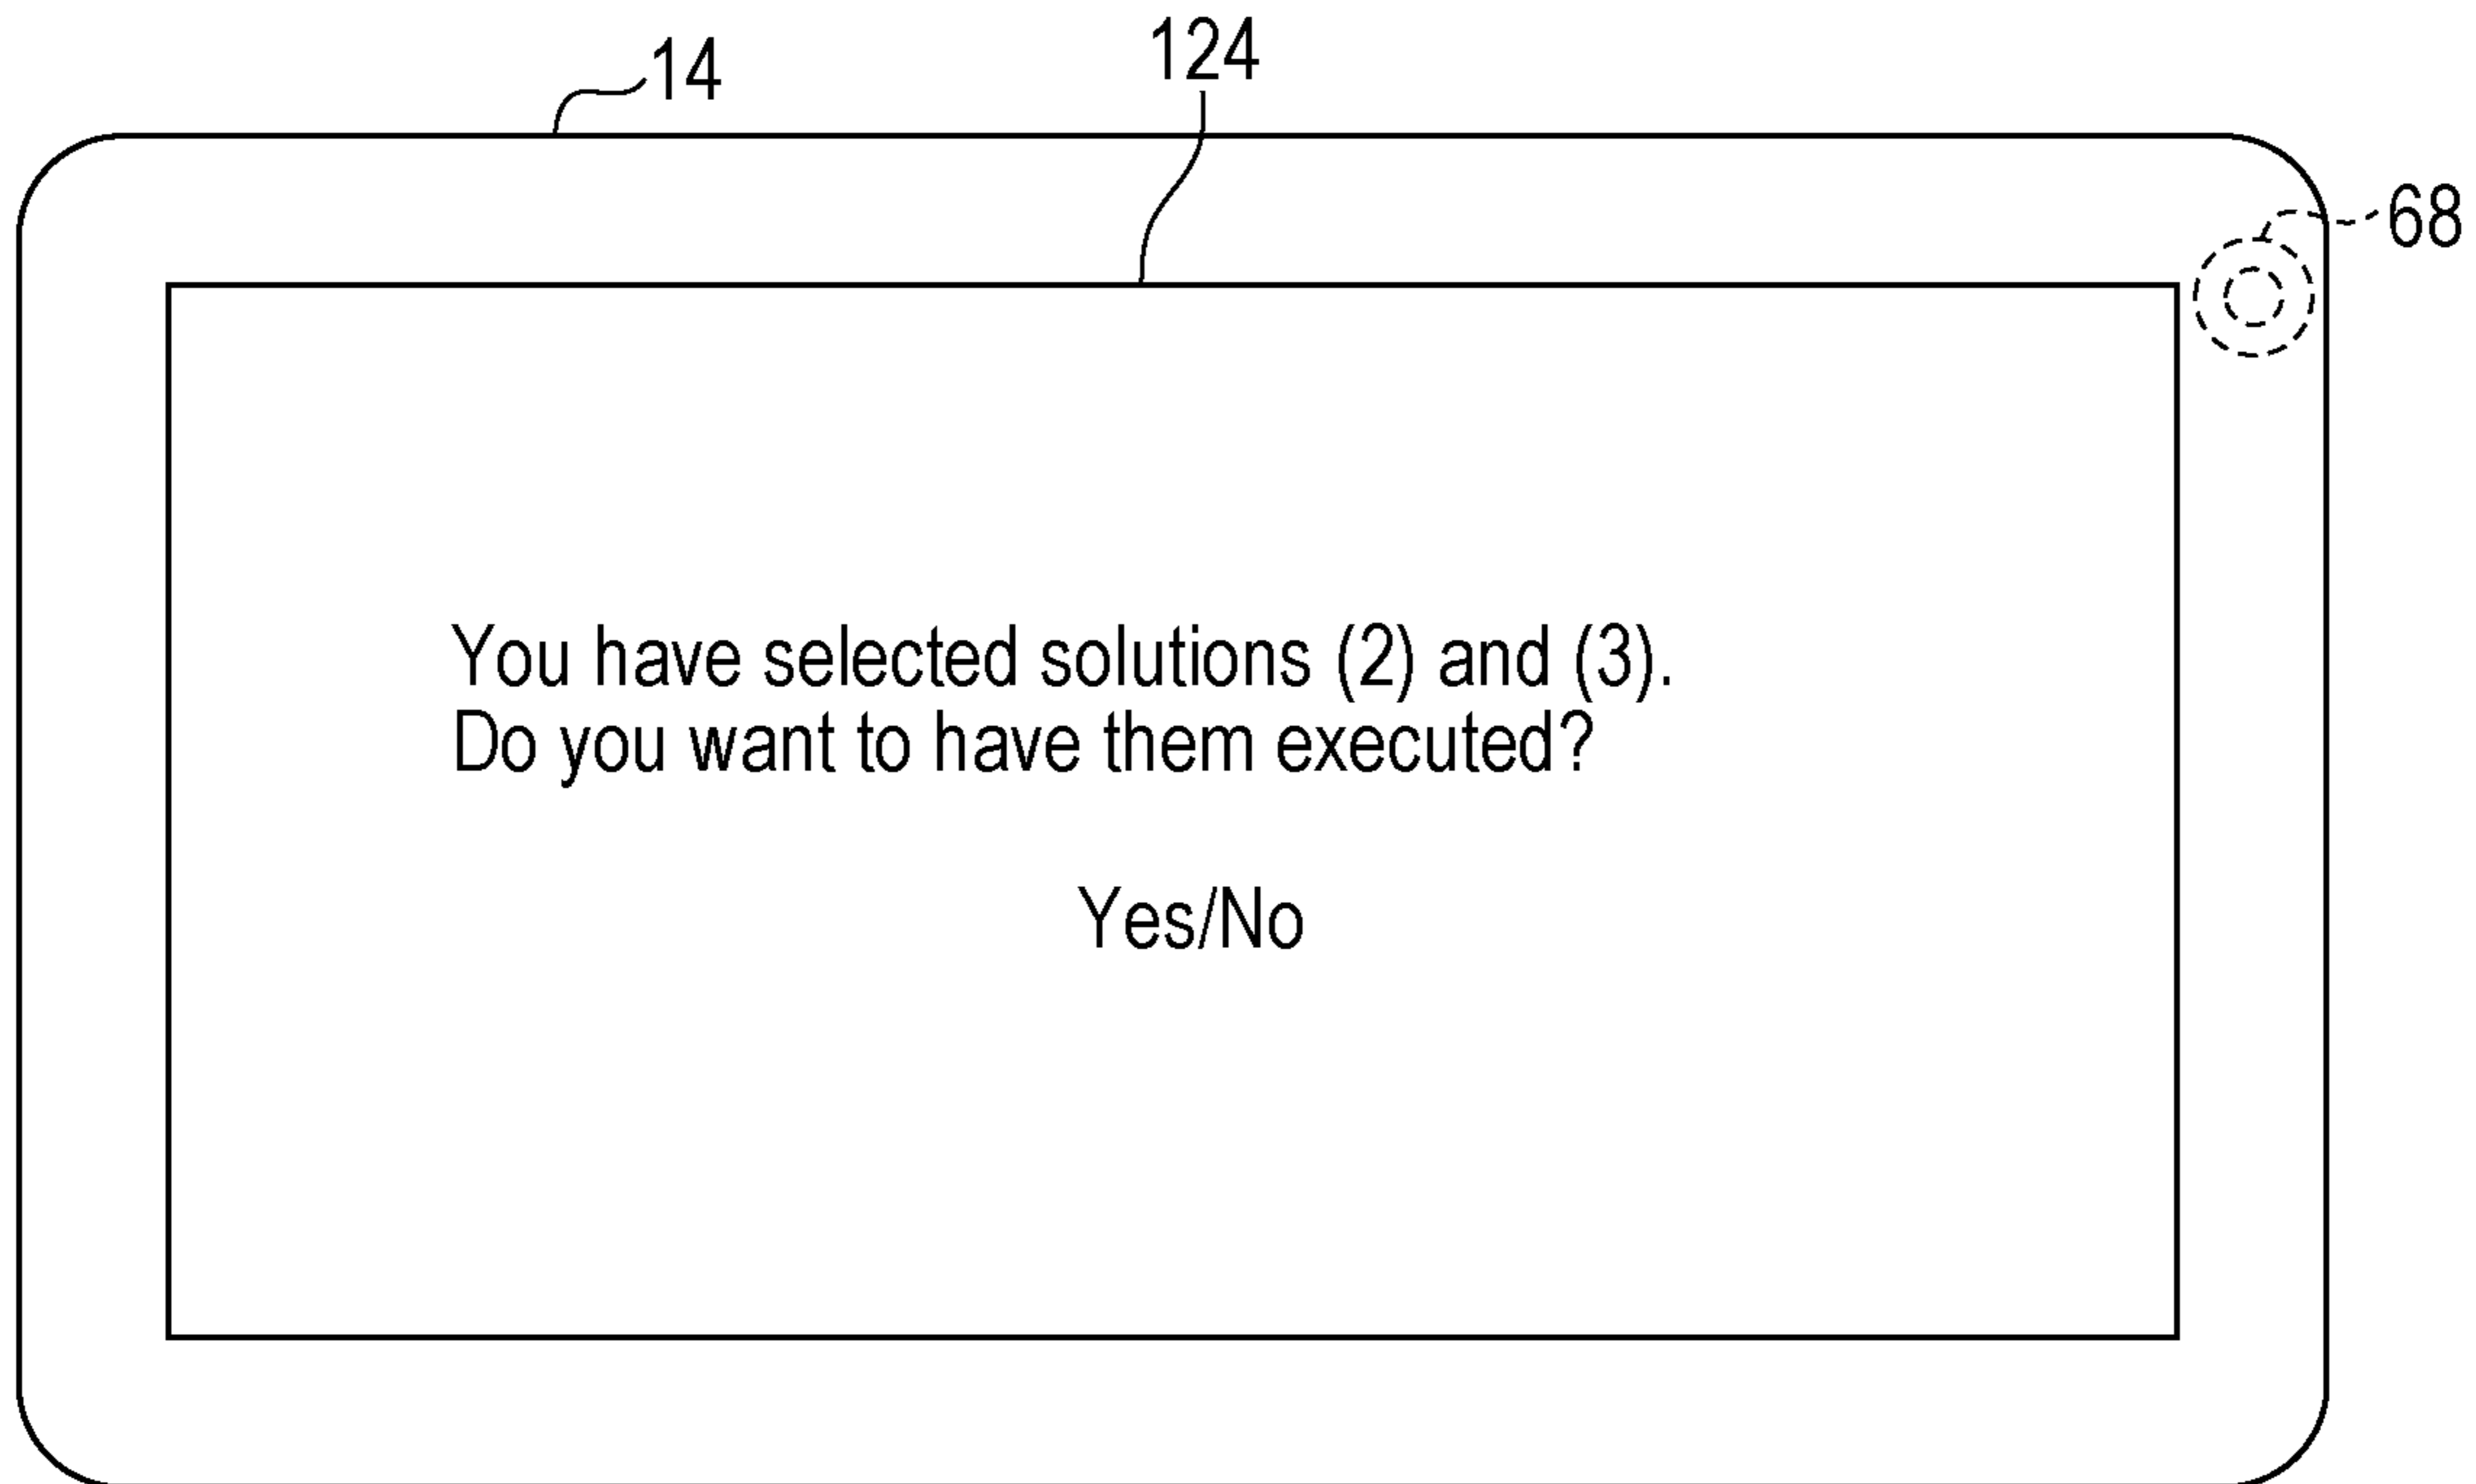 14
124
68
You have selected solutions (2) and (3).
Do you want to have them executed?
Yes/No